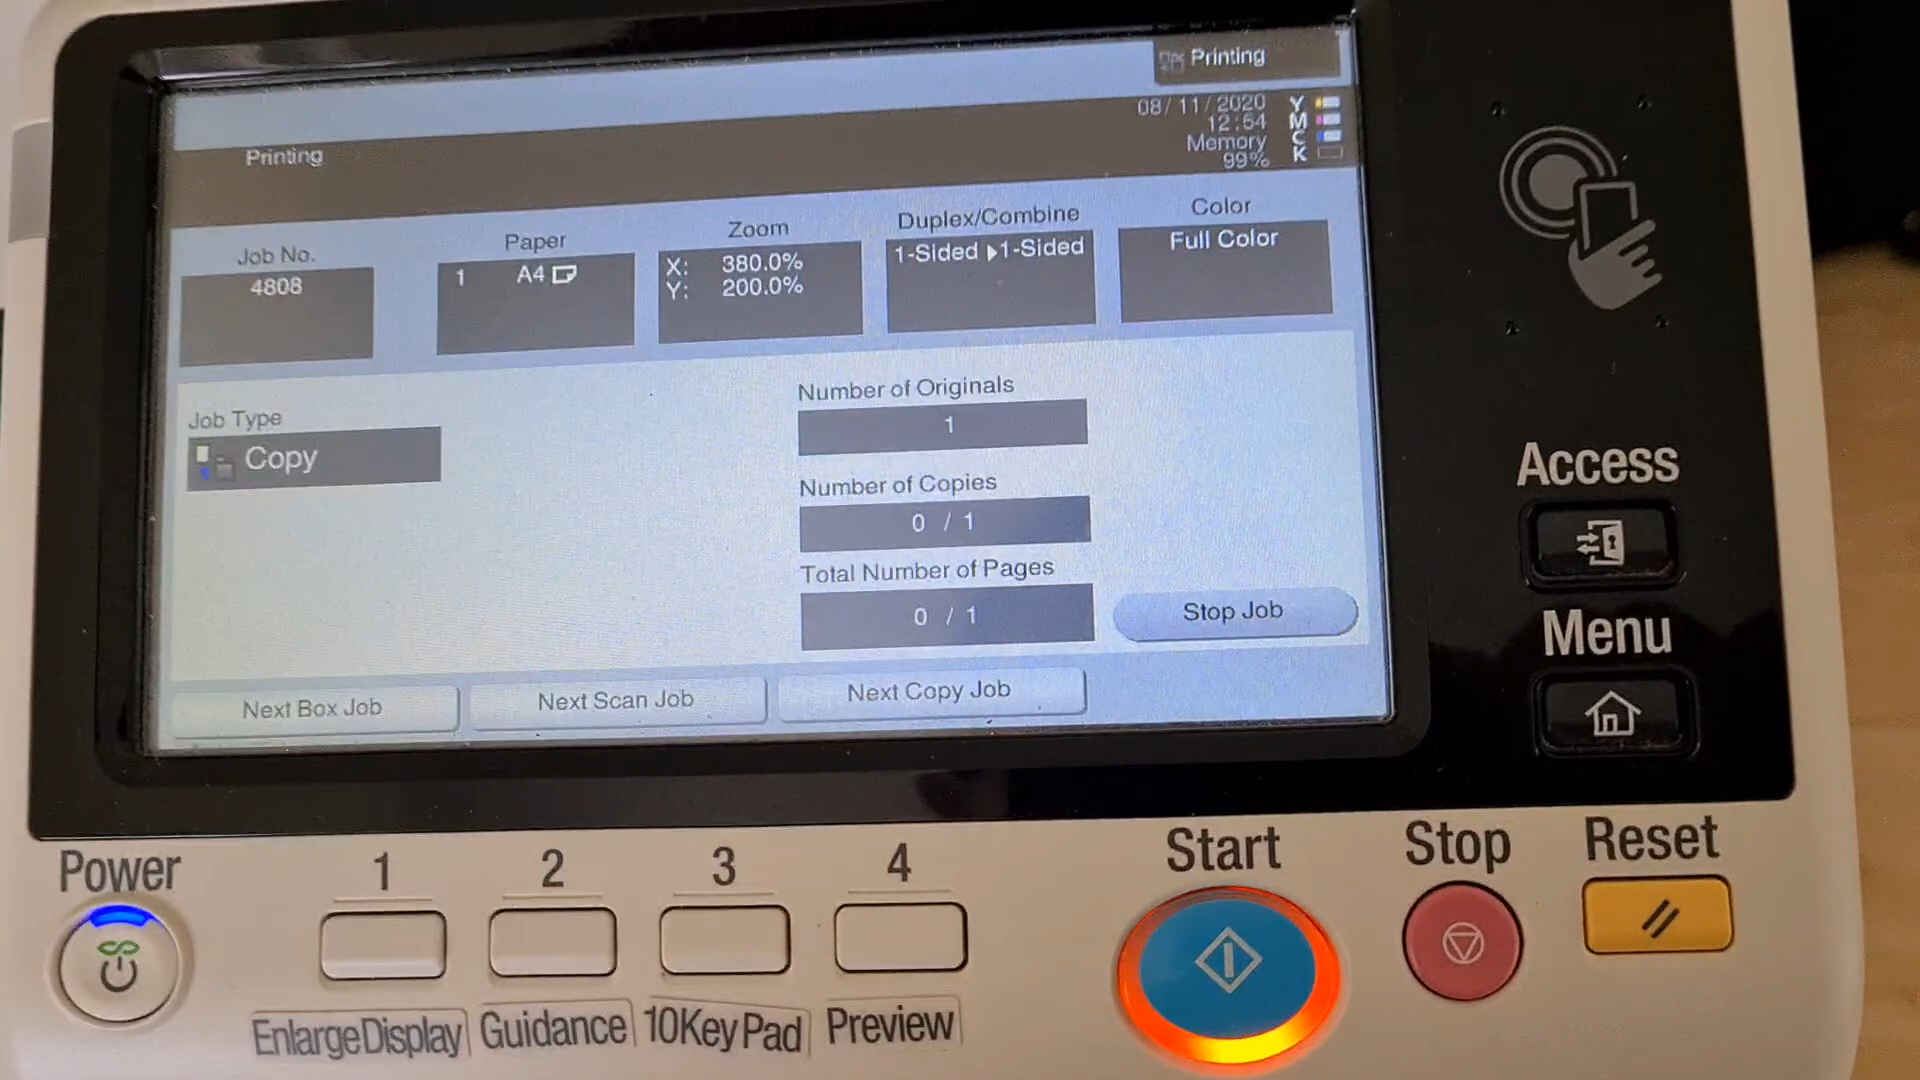 Printing
08/11/2020
12:54
Memory
99%
Y
M
C
K
Printing
Job No.
4808
Paper
1 A4
Zoom
X: 380.0%
Y: 200.0%
Duplex/Combine
1-Sided ▶1-Sided
Color
Full Color
Job Type
Copy
Number of Originals
1
Number of Copies
0 / 1
Total Number of Pages
0 / 1
Stop Job
Next Box Job
Next Scan Job
Next Copy Job
Access
Menu
Power
1
2
3
4
Start
Stop
Reset
EnlargeDisplay
Guidance
10KeyPad
Preview